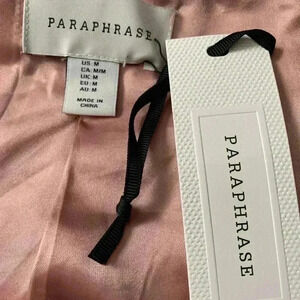 PARAPHRASE
US: M
CA: M/M
UK: M
EU: M
AU: M
MADE IN
CHINA
PARAPHRASE